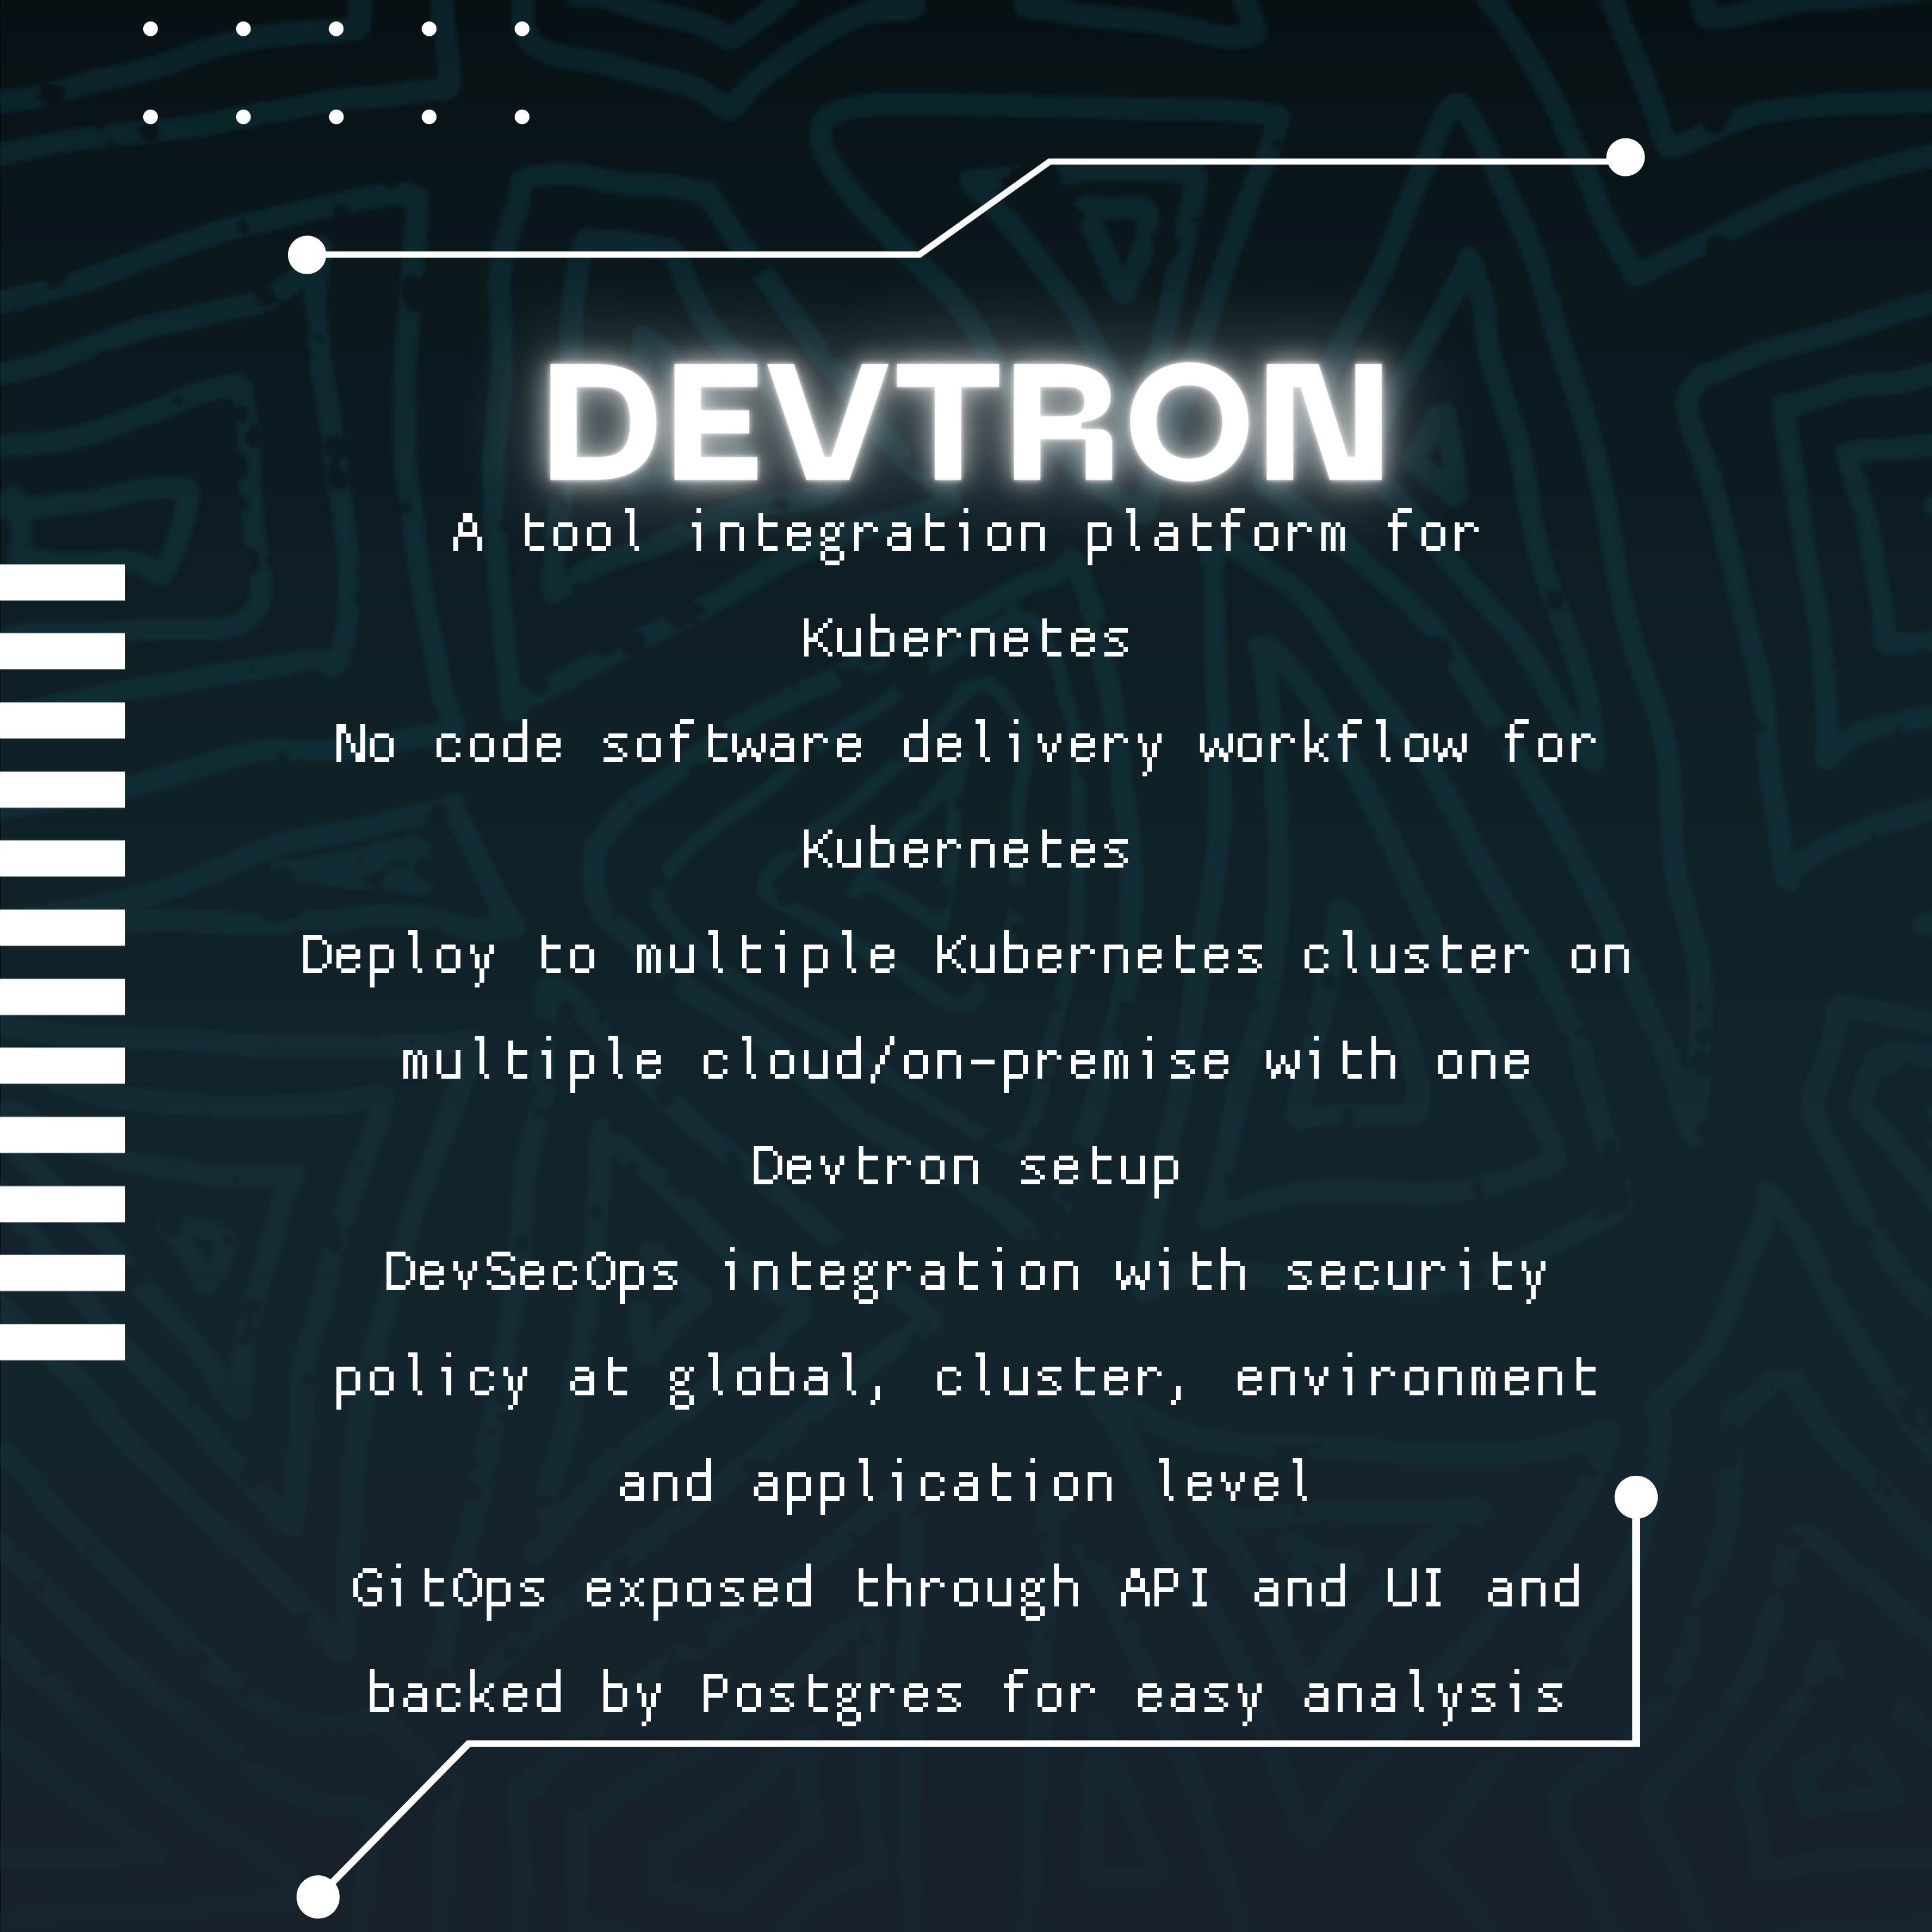 DEVTRON
A tool integration platform for
Kubernetes
No code software delivery workflow for
Kubernetes
Deploy to multiple Kubernetes cluster on
multiple cloud/on-premise with one
Devtron setup
DevSecOps integration with security
policy at global, cluster, environment
and application level
GitOps exposed through API and UI and
backed by Postgres for easy analysis